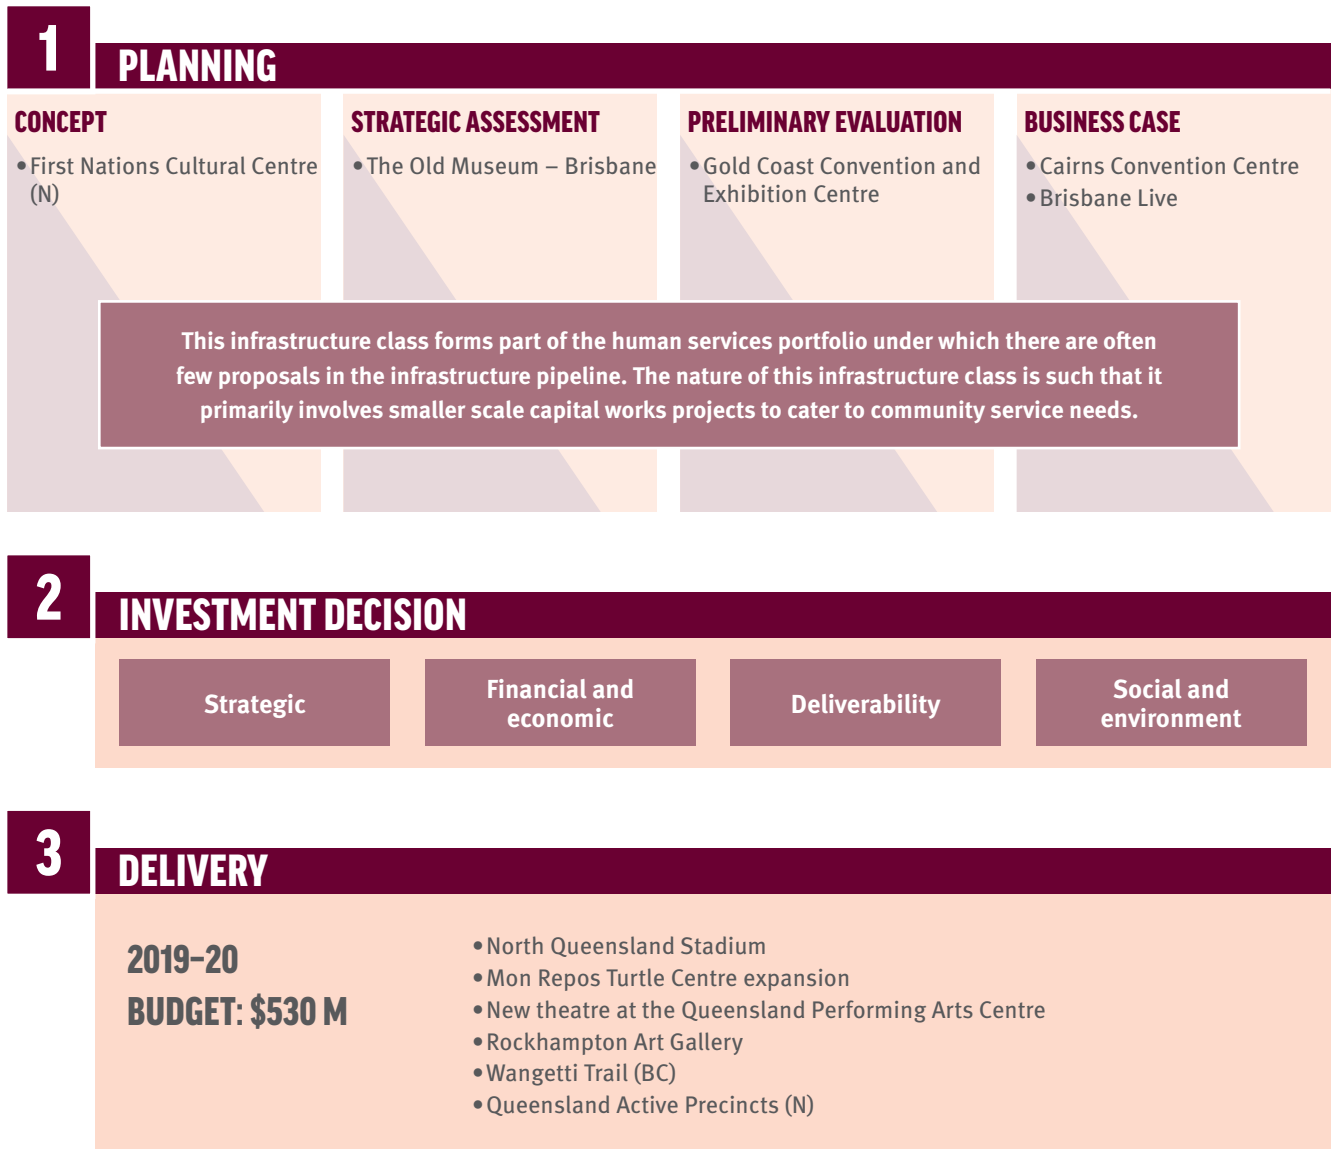 1
PLANNING
CONCEPT
•First Nations Cultural Centre
(N)
STRATEGIC ASSESSMENT
•The Old Museum – Brisbane
PRELIMINARY EVALUATION
•Gold Coast Convention and
Exhibition Centre
BUSINESS CASE
•Cairns Convention Centre
•Brisbane Live
This infrastructure class forms part of the human services portfolio under which there are often
few proposals in the infrastructure pipeline. The nature of this infrastructure class is such that it
primarily involves smaller scale capital works projects to cater to community service needs.
2
INVESTMENT DECISION
Strategic
Financial and
economic
Deliverability
Social and
environment
3
DELIVERY
2019–20
BUDGET: $530 M
•North Queensland Stadium
•Mon Repos Turtle Centre expansion
•New theatre at the Queensland Performing Arts Centre
•Rockhampton Art Gallery
•Wangetti Trail (BC)
•Queensland Active Precincts (N)